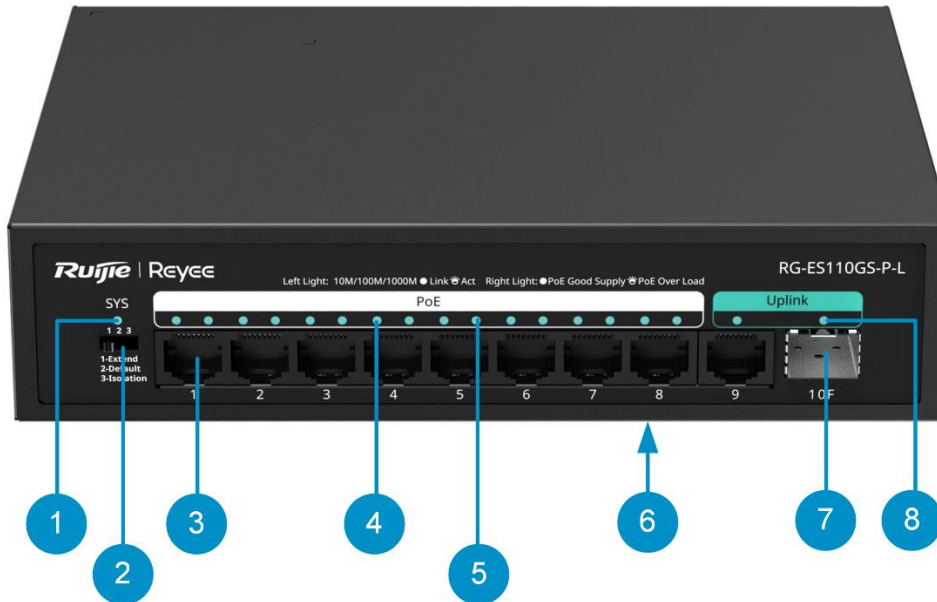 Ruijie | Reyee
RG-ES110GS-P-L
Left Light: 10M/100M/1000M ● Link ☀ Act Right Light: ● PoE Good Supply ☀ PoE Over Load
SYS
PoE
Uplink
1 2 3
1-Extend
2-Default
3-Isolation
1 2 3 4 5 6 7 8 9 10F
1 2 3 4 5 6 7 8